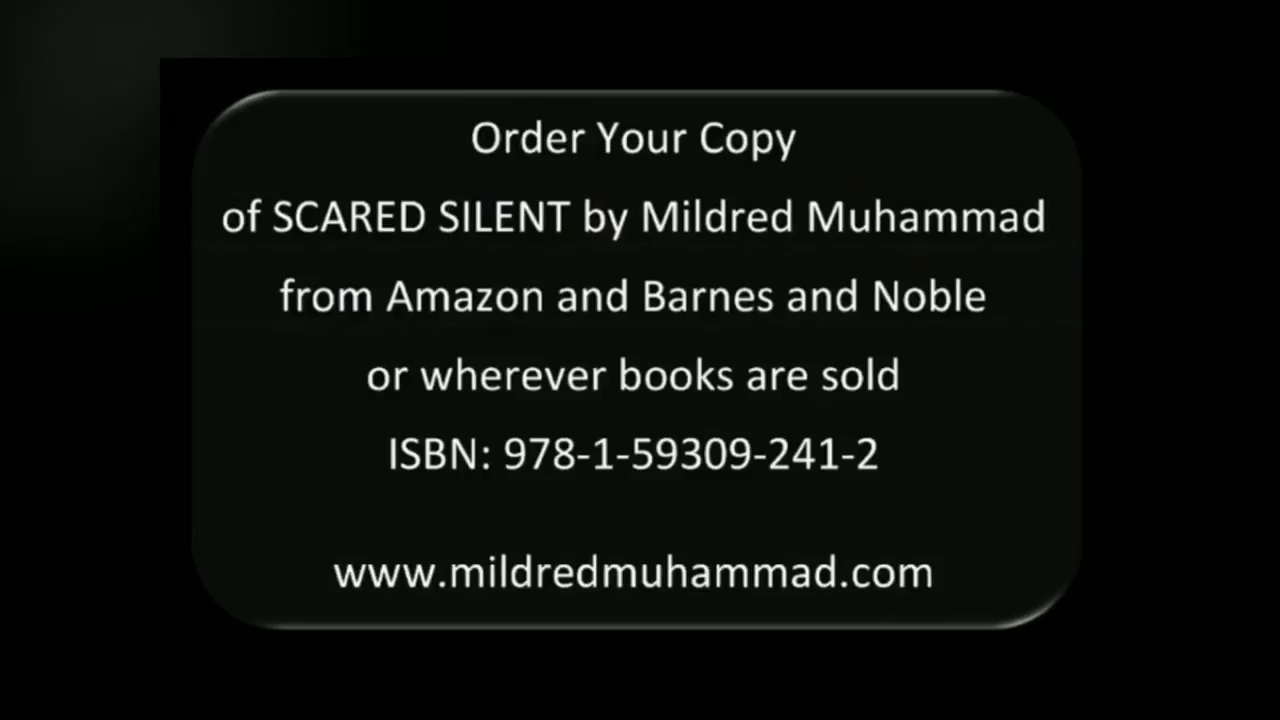 Order Your Copy
of SCARED SILENT by Mildred Muhammad
from Amazon and Barnes and Noble
or wherever books are sold
ISBN: 978-1-59309-241-2
www.mildredmuhammad.com